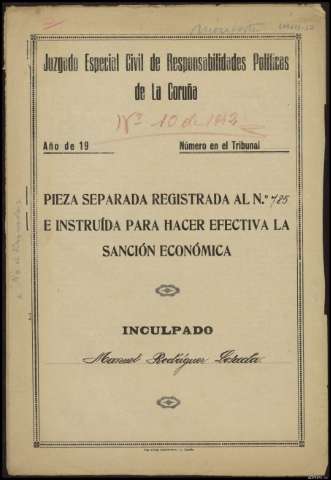 Juzgado Especial Civil de Responsabilidades Políticas
de La Coruña
Nº 10 de 1943
Año de 19 Número en el Tribunal
PIEZA SEPARADA REGISTRADA AL N.º 785
E INSTRUÍDA PARA HACER EFECTIVA LA
SANCIÓN ECONÓMICA
INCULPADO
Manuel Rodríguez Lozada